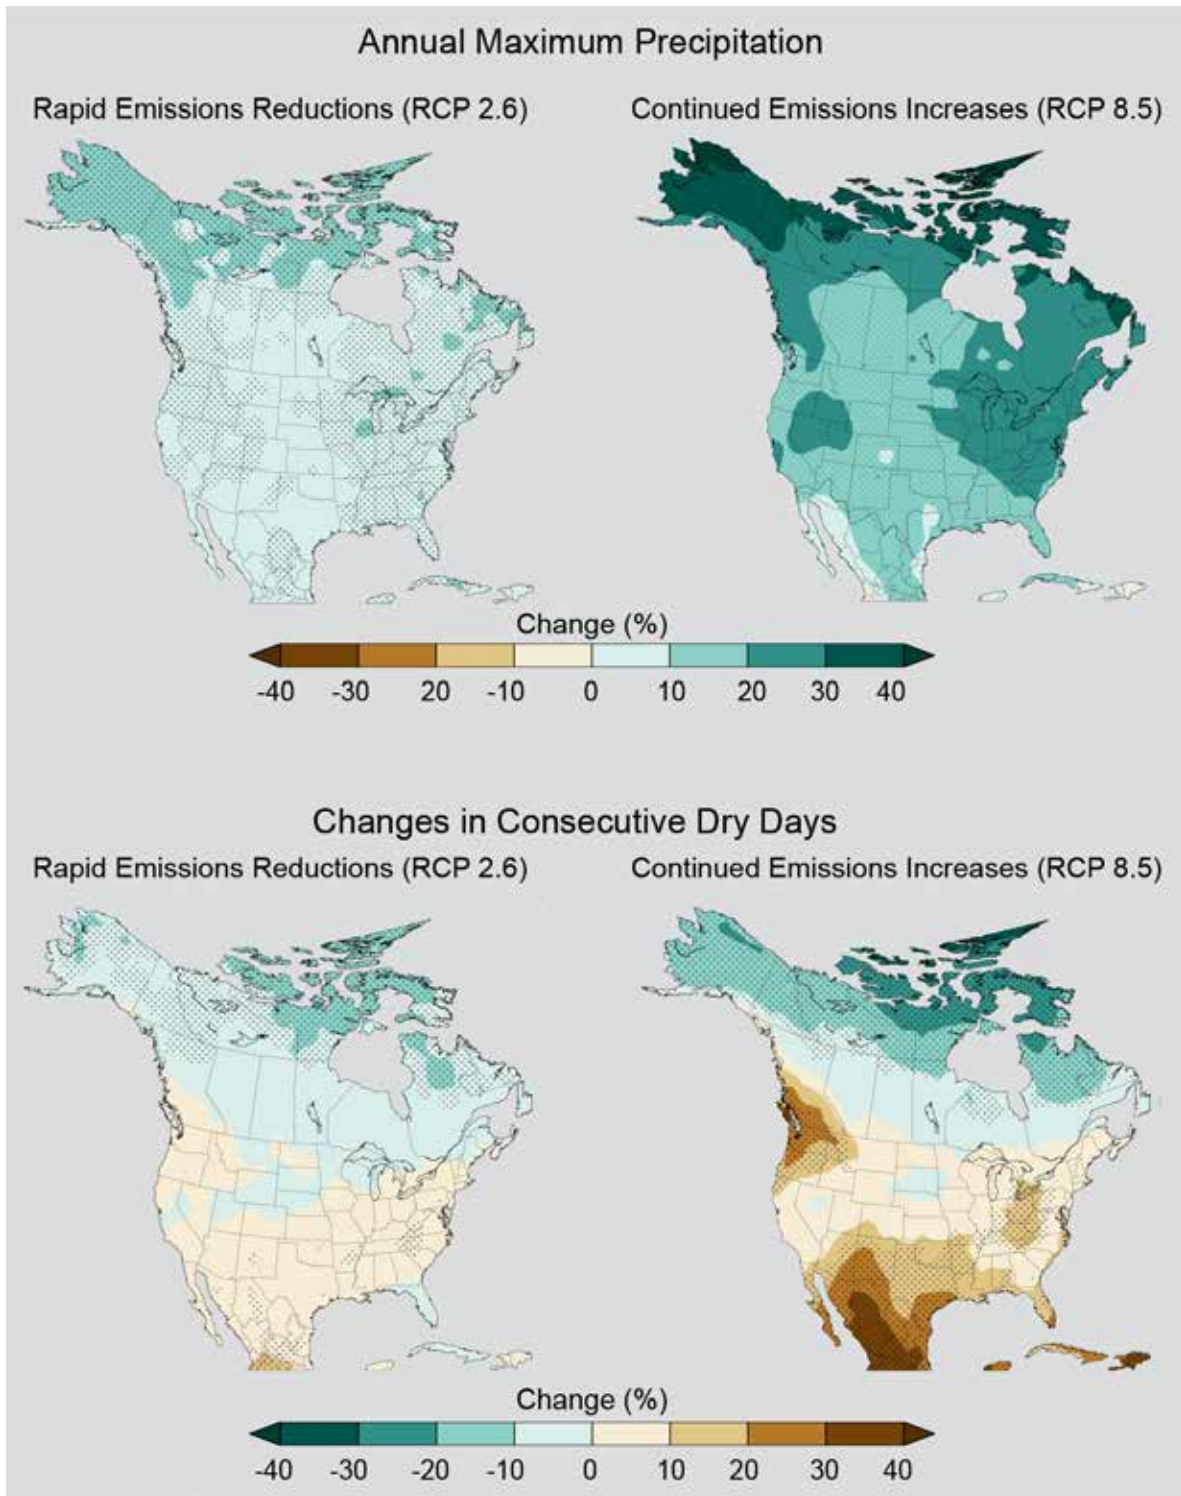 Annual Maximum Precipitation
Rapid Emissions Reductions (RCP 2.6) Continued Emissions Increases (RCP 8.5)
Change (%)
-40 -30 20 -10 0 10 20 30 40
Changes in Consecutive Dry Days
Rapid Emissions Reductions (RCP 2.6) Continued Emissions Increases (RCP 8.5)
Change (%)
-40 -30 -20 -10 0 10 20 30 40